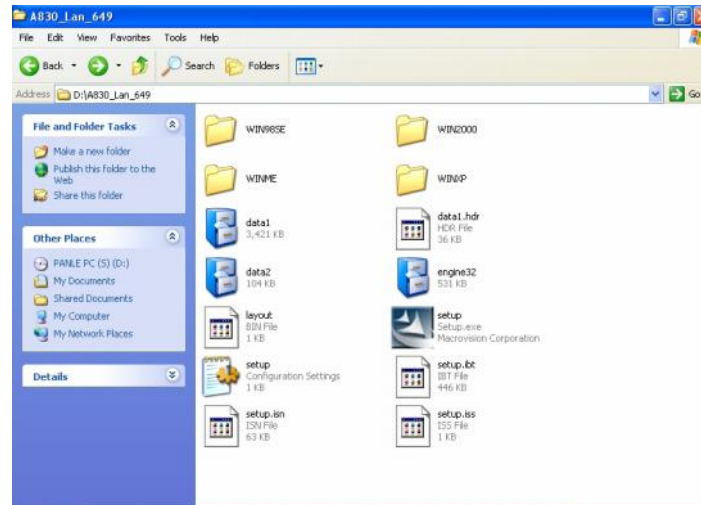 A830_Lan_649
File Edit View Favorites Tools Help
Back Search Folders
Address D:\A830_Lan_649 Go
File and Folder Tasks
Make a new folder
Publish this folder to the
Web
Share this folder
Other Places
PANLE PC (S) (D:)
My Documents
Shared Documents
My Computer
My Network Places
Details
WIN98SE
WIN2000
WINME
WINXP
data1
3,421 KB
data1.hdr
HDR File
36 KB
data2
104 KB
engine32
531 KB
layout
BIN File
1 KB
setup
Setup.exe
Macrovision Corporation
setup
Configuration Settings
1 KB
setup.ibt
IBT File
446 KB
setup.isn
ISN File
63 KB
setup.iss
ISS File
1 KB